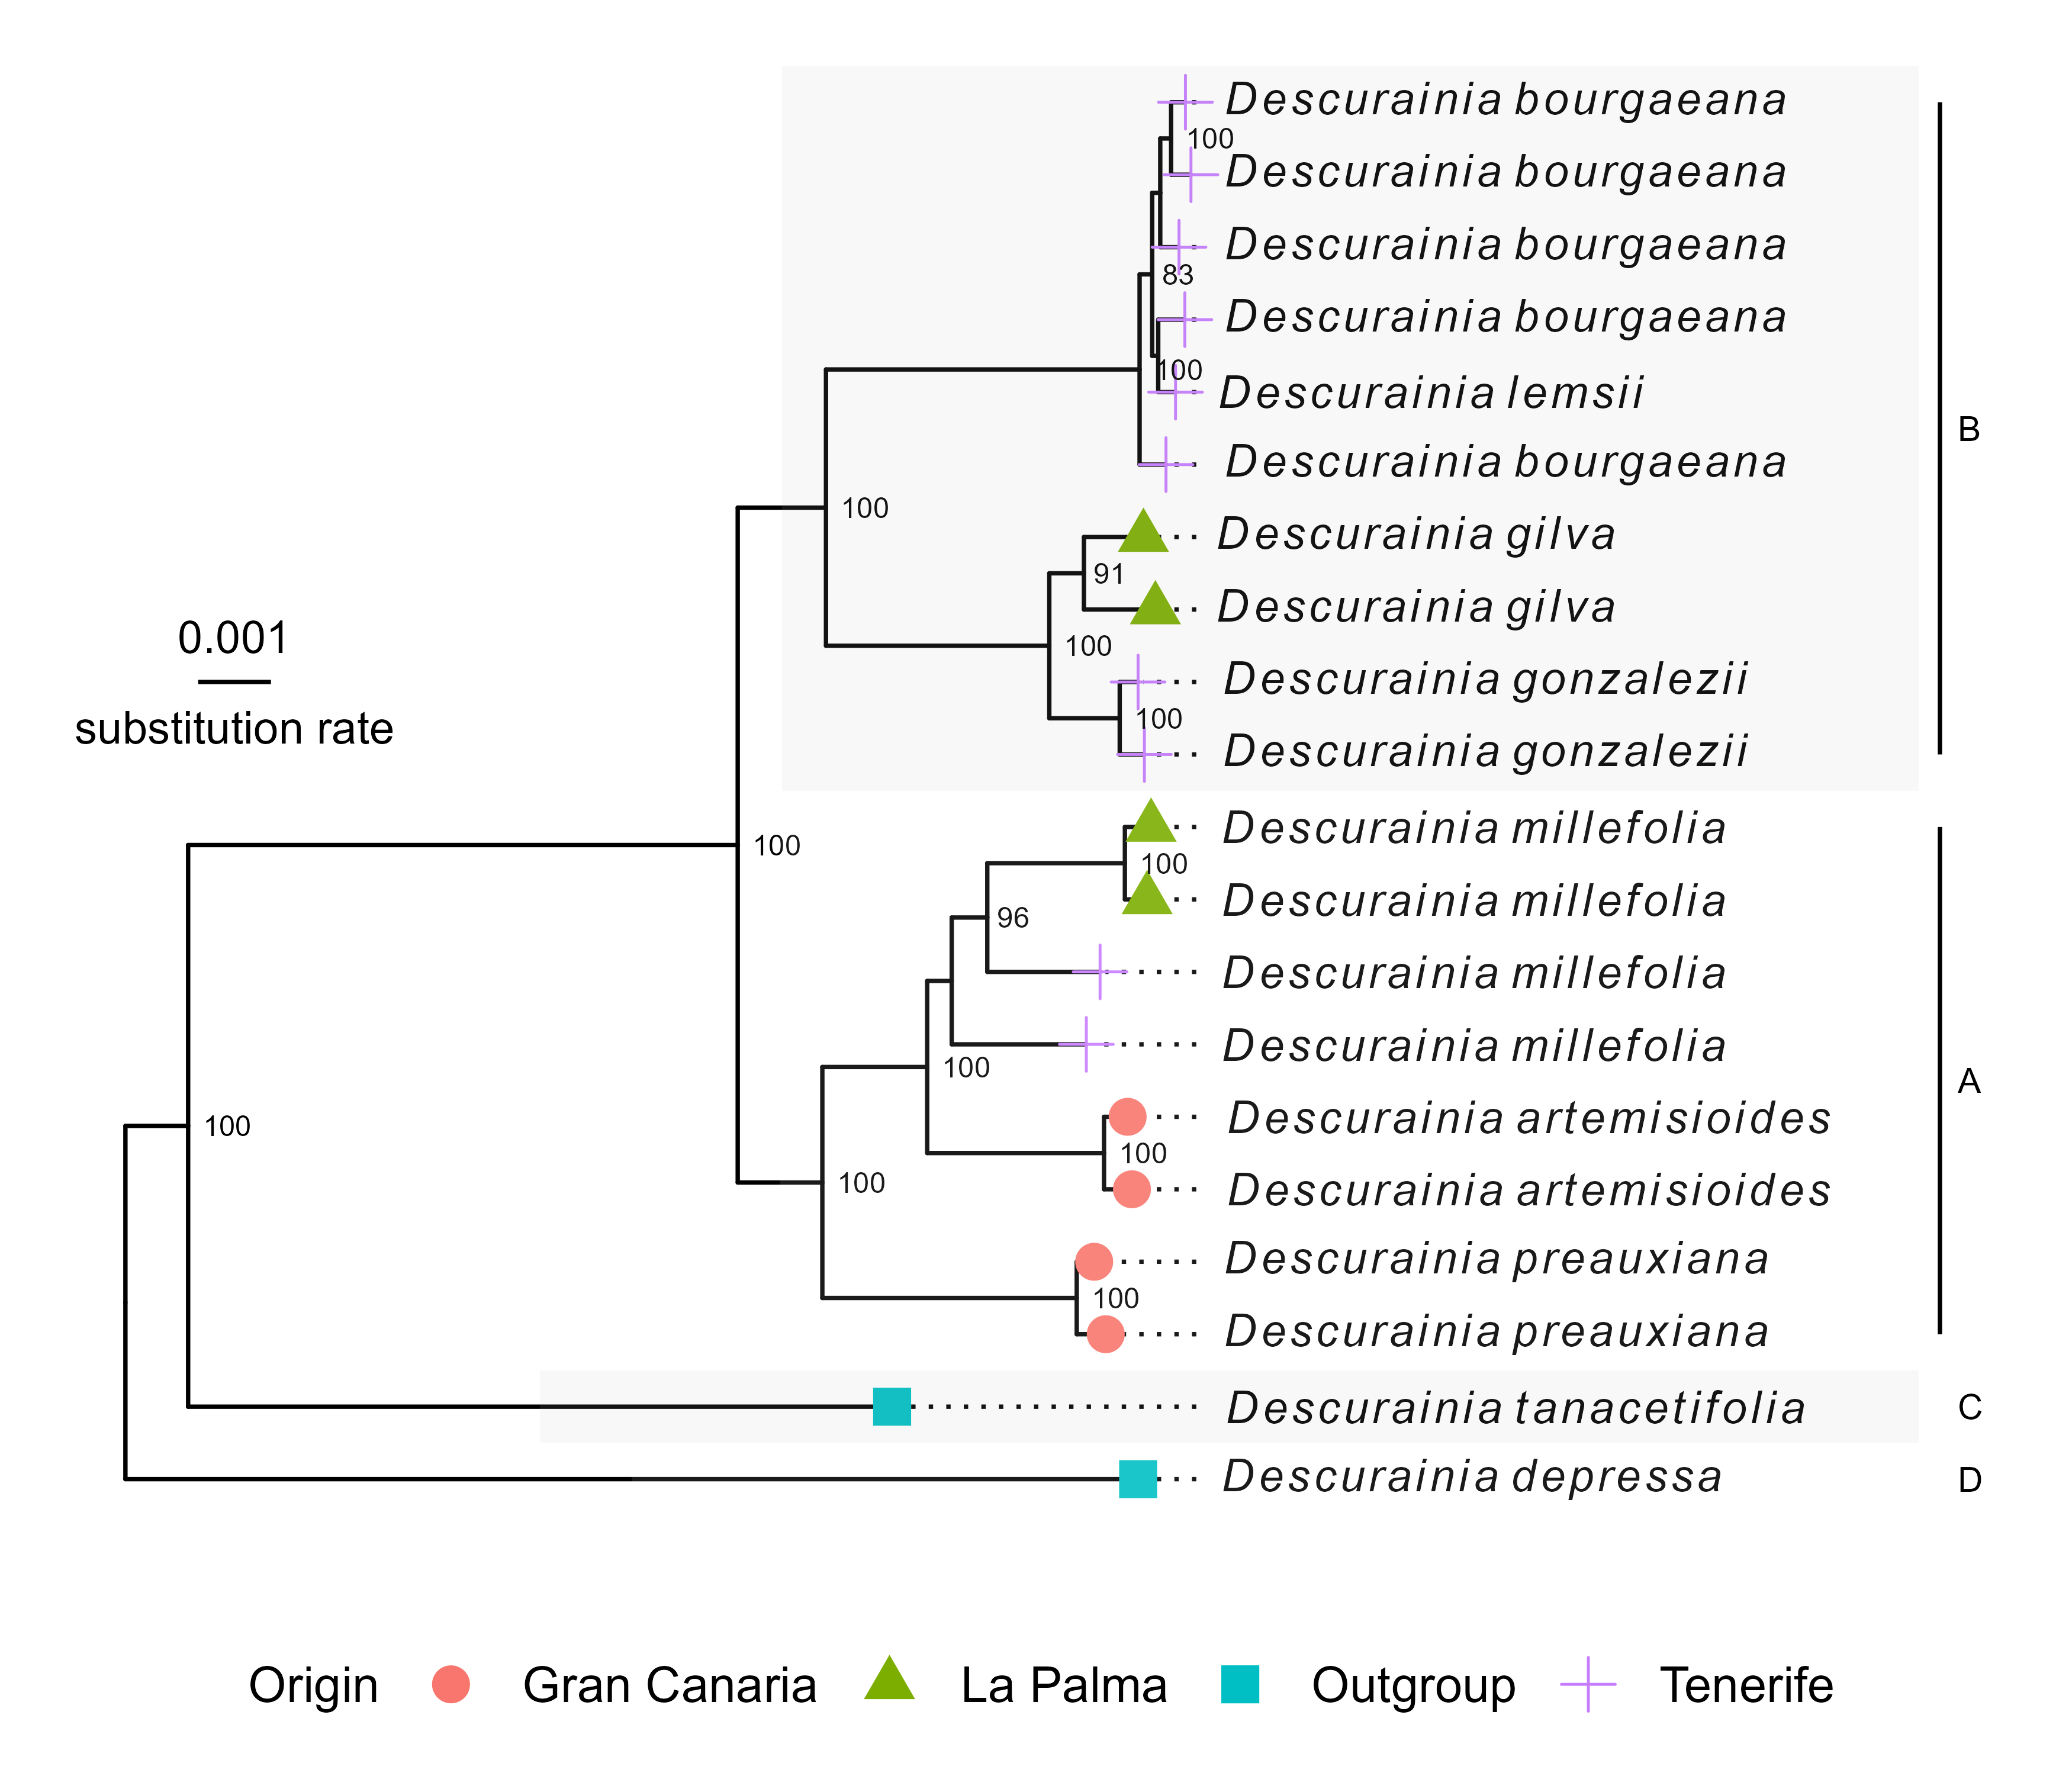 Descurainia bourgaeana
100
Descurainia bourgaeana
Descurainia bourgaeana
83
Descurainia bourgaeana
100
Descurainia lemsii
B
Descurainia bourgaeana
100
Descurainia gilva
91
Descurainia gilva
0.001
100
Descurainia gonzalezii
substitution rate
100
Descurainia gonzalezii
Descurainia millefolia
100
100
Descurainia millefolia
96
Descurainia millefolia
Descurainia millefolia
100
A
Descurainia artemisioides
100
100
Descurainia artemisioides
100
Descurainia preauxiana
100
Descurainia preauxiana
Descurainia tanacetifolia
C
Descurainia depressa
D
Origin Gran Canaria La Palma Outgroup Tenerife